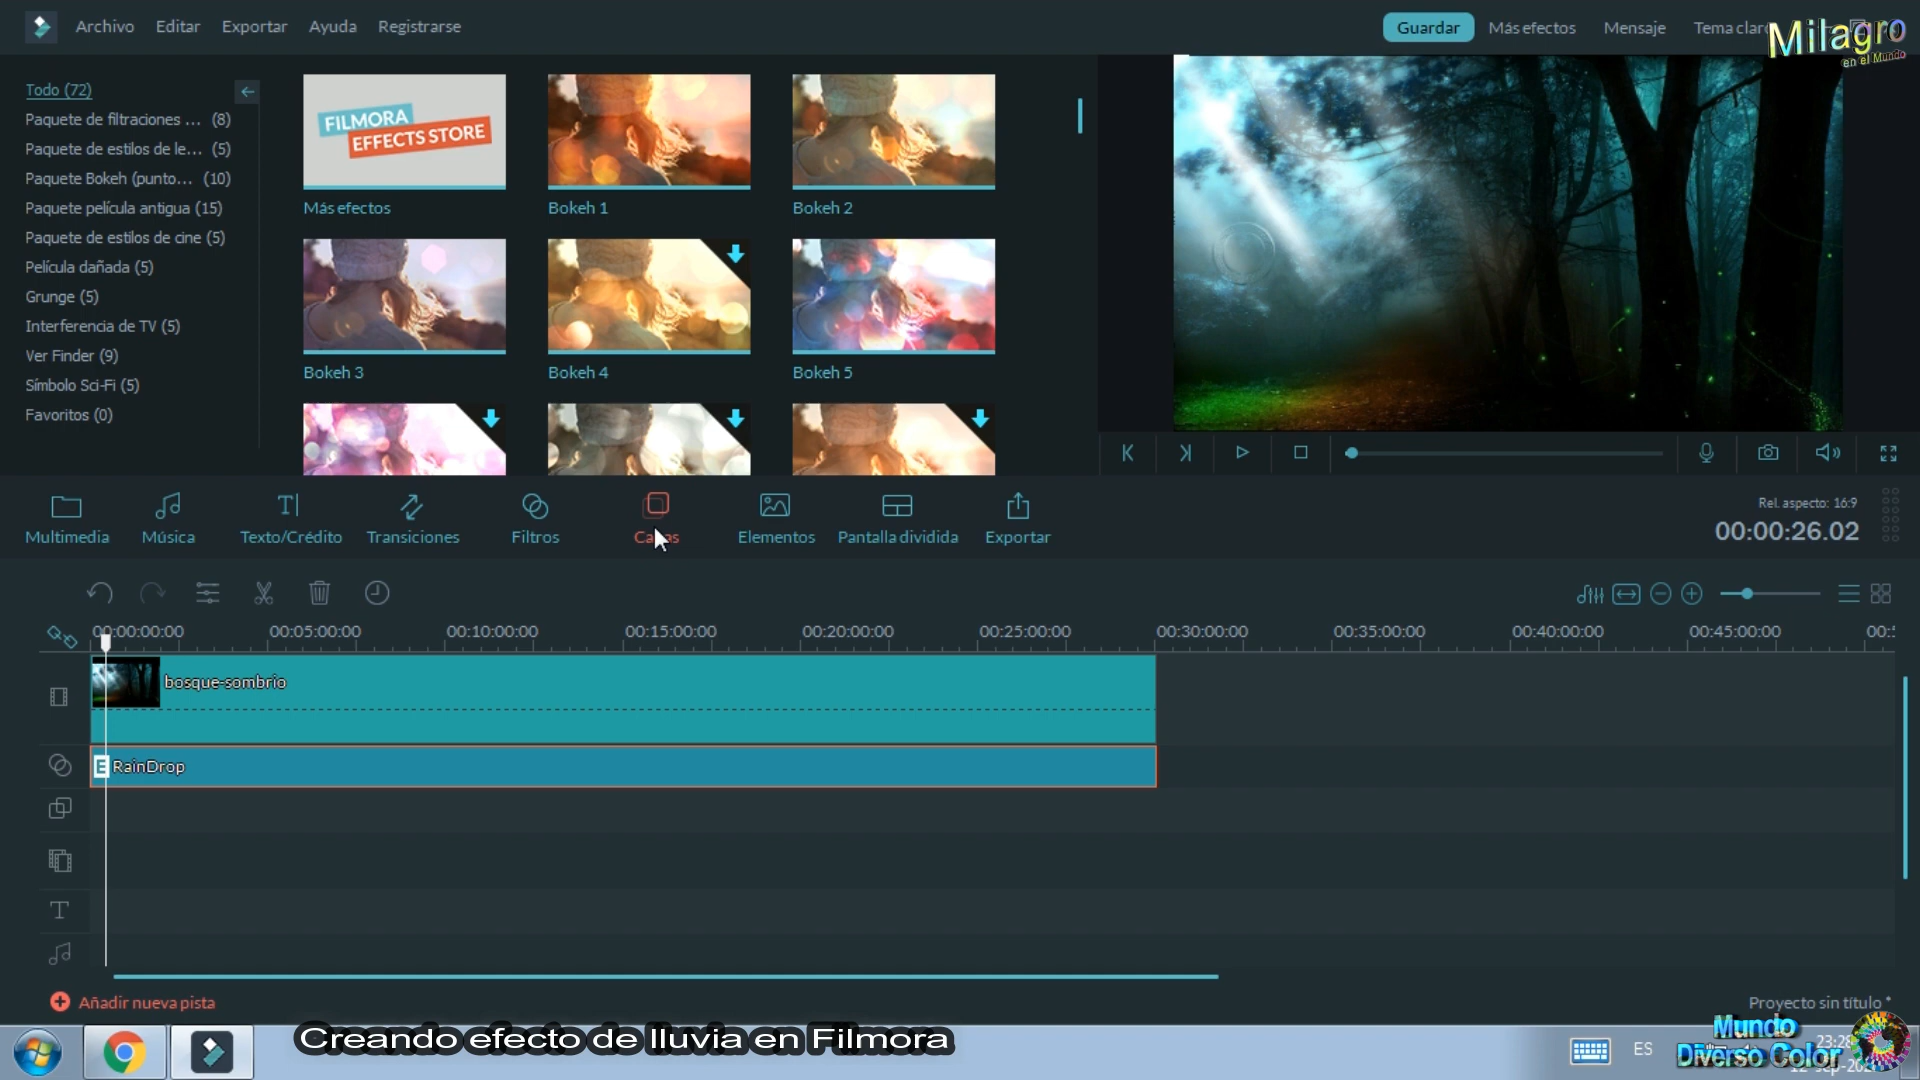 Archivo Editar Exportar Ayuda Registrarse
Guardar Más efectos Mensaje
Milagro
en el Mundo
Todo (72)
Paquete de filtraciones ... (8)
Paquete de estilos de le... (5)
Paquete Bokeh (punto... (10)
Paquete película antigua (15)
Paquete de estilos de cine (5)
Película dañada (5)
Grunge (5)
Interferencia de TV (5)
Ver Finder (9)
Símbolo Sci-Fi (5)
Favoritos (0)
FILMORA
EFFECTS STORE
Más efectos Bokeh 1 Bokeh 2
Bokeh 3 Bokeh 4 Bokeh 5
Multimedia Música Texto/Crédito Transiciones Filtros Elementos Pantalla dividida Exportar
Rel. aspecto: 16:9
00:00:26.02
00:00:00:00 00:05:00:00 00:10:00:00 00:15:00:00 00:20:00:00 00:25:00:00 00:30:00:00 00:35:00:00 00:40:00:00 00:45:00:00
bosque-sombrio
E RainDrop
Añadir nueva pista
Proyecto sin título *
Creando efecto de lluvia en Filmora
ES
Mundo
Diverso Color